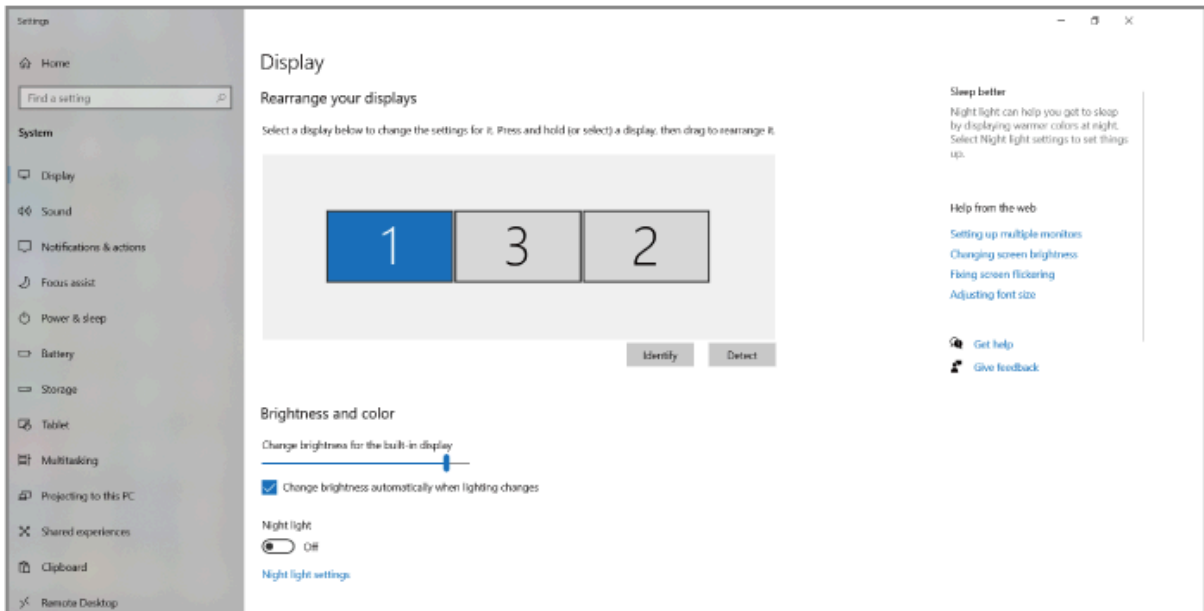 Settings
Home
Find a setting
System
Display
Sound
Notifications & actions
Focus assist
Power & sleep
Battery
Storage
Tablet
Multitasking
Projecting to this PC
Shared experiences
Clipboard
Remote Desktop
Display
Rearrange your displays
Select a display below to change the settings for it. Press and hold (or select) a display, then drag to rearrange it.
1 3 2
Identify Detect
Brightness and color
Change brightness for the built-in display
Change brightness automatically when lighting changes
Night light
Off
Night light settings
Sleep better
Night light can help you get to sleep
by displaying warmer colors at night.
Select Night light settings to set things
up.
Help from the web
Setting up multiple monitors
Changing screen brightness
Fixing screen flickering
Adjusting font size
Get help
Give feedback